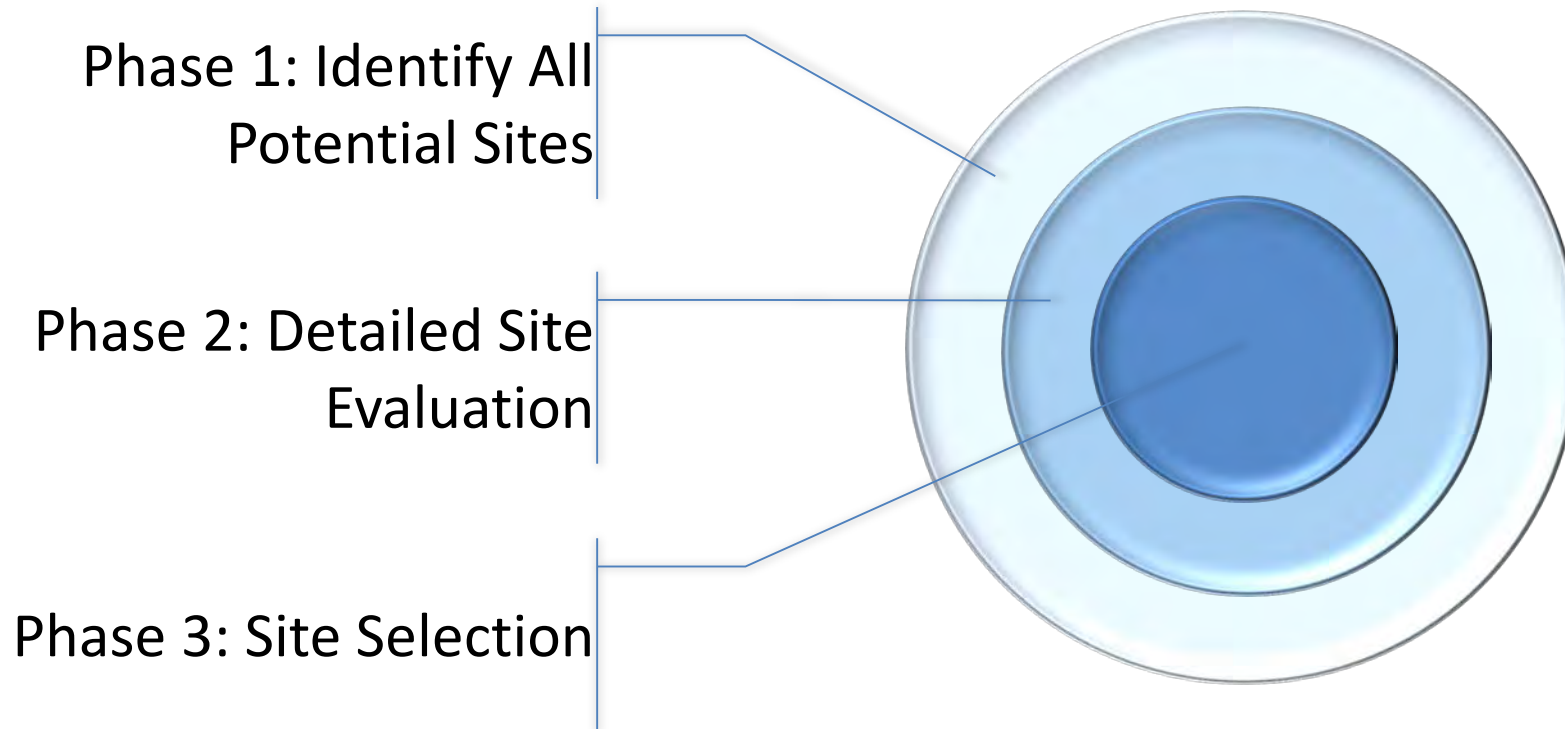 Phase 1: Identify All
Potential Sites
Phase 2: Detailed Site
Evaluation
Phase 3: Site Selection